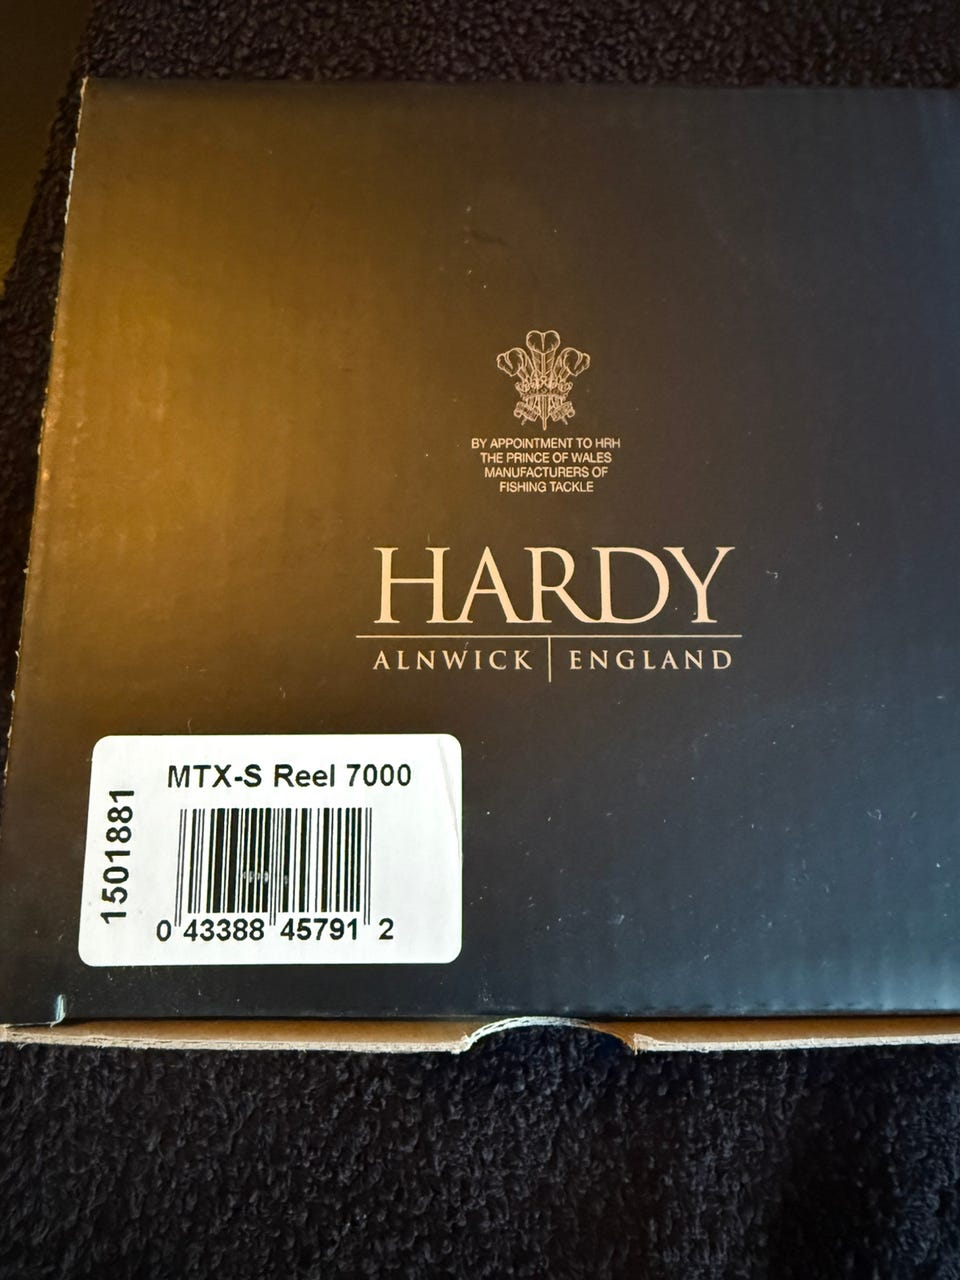 BY APPOINTMENT TO HRH
THE PRINCE OF WALES
MANUFACTURERS OF
FISHING TACKLE
HARDY
ALNWICK | ENGLAND
MTX-S Reel 7000
1501881
0 43388 45791 2